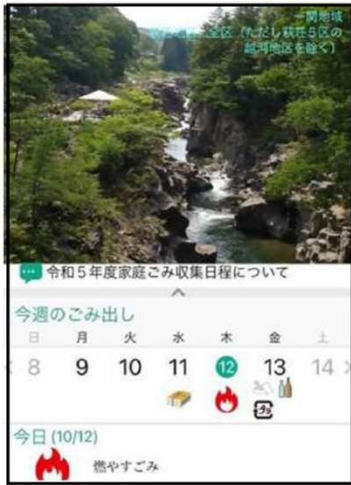 一関地域
全区（ただし萩荘5区の
越河地区を除く）
令和5年度家庭ごみ収集日程について
今週のごみ出し
日 月 火 水 木 金 土
8 9 10 11 12 13 14
今日(10/12)
燃やすごみ